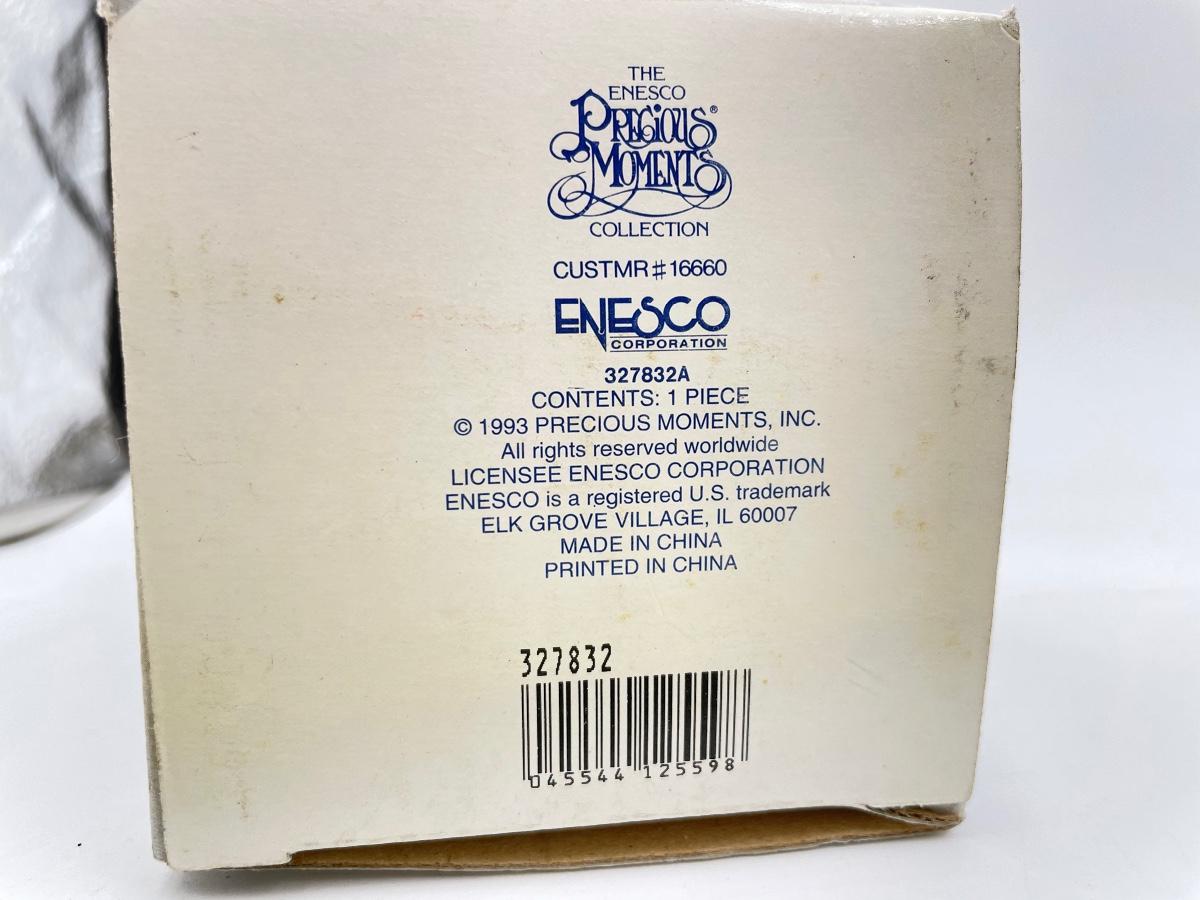 THE
ENESCO
PRECIOUS®
MOMENTS
COLLECTION
CUSTMR #16660
ENESCO
CORPORATION
327832A
CONTENTS: 1 PIECE
© 1993 PRECIOUS MOMENTS, INC.
All rights reserved worldwide
LICENSEE ENESCO CORPORATION
ENESCO is a registered U.S. trademark
ELK GROVE VILLAGE, IL 60007
MADE IN CHINA
PRINTED IN CHINA
327832
045544 125598